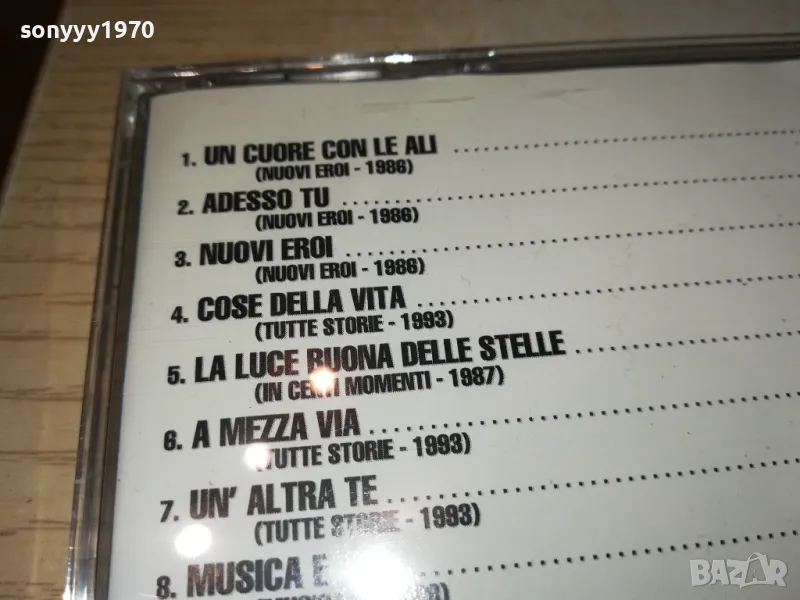 sonyyy1970
1. UN CUORE CON LE ALI
(NUOVI EROI - 1986)
2. ADESSO TU
(NUOVI EROI - 1986)
3. NUOVI EROI
(NUOVI EROI - 1986)
4. COSE DELLA VITA
(TUTTE STORIE - 1993)
5. LA LUCE BUONA DELLE STELLE
(IN CERTI MOMENTI - 1987)
6. A MEZZA VIA
(TUTTE STORIE - 1993)
7. UN' ALTRA TE
(TUTTE STORIE - 1993)
8. MUSICA E
BAZAR